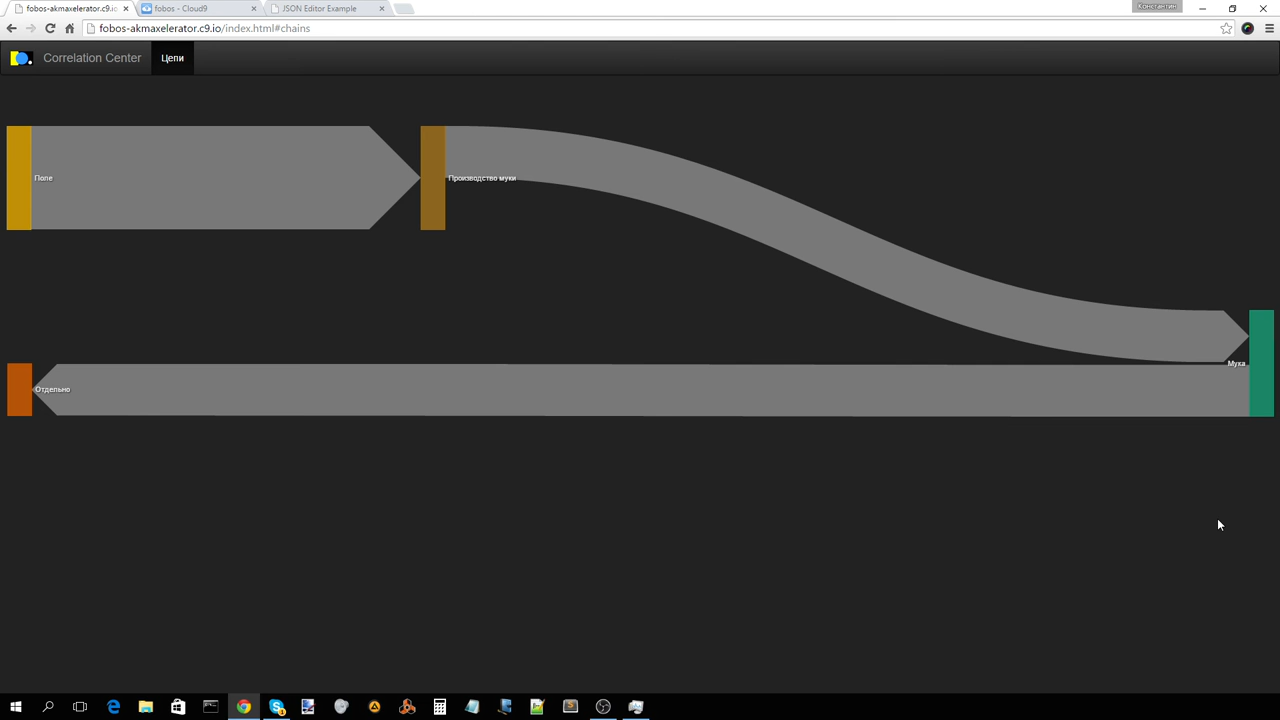 fobos-akmaxelerator.c9.io
fobos - Cloud9
JSON Editor Example
Константин
fobos-akmaxelerator.c9.io/index.html#chains
Correlation Center
Цепи
Поле
Производство муки
Мука
Отдельно